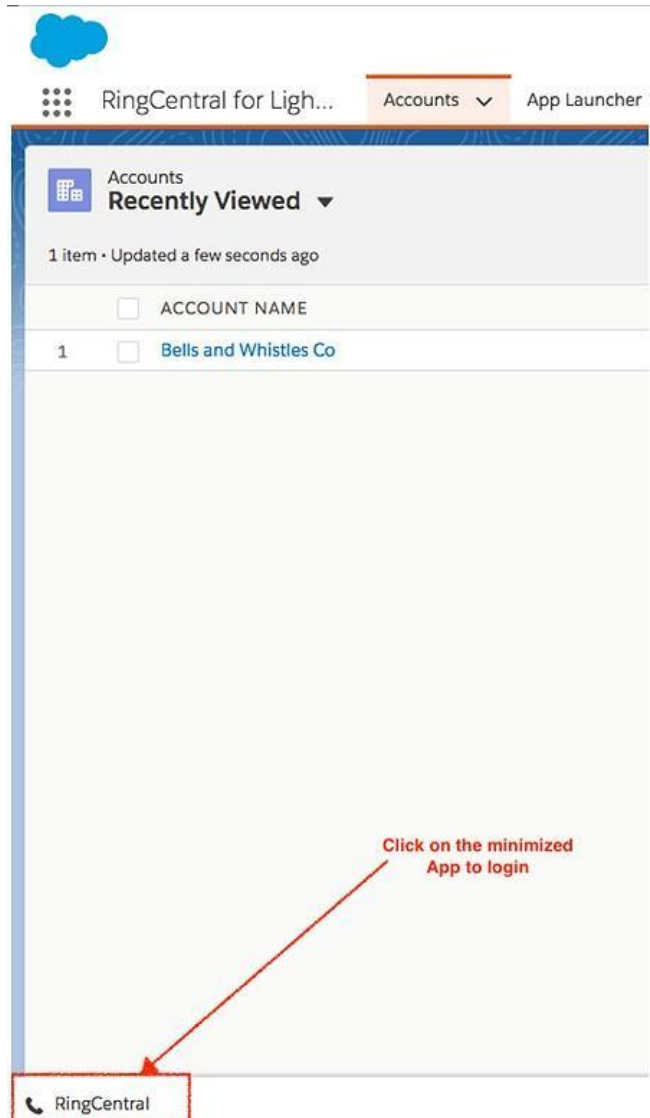 RingCentral for Ligh... Accounts App Launcher
Accounts
Recently Viewed
1 item • Updated a few seconds ago
ACCOUNT NAME
1 Bells and Whistles Co
Click on the minimized
App to login
RingCentral